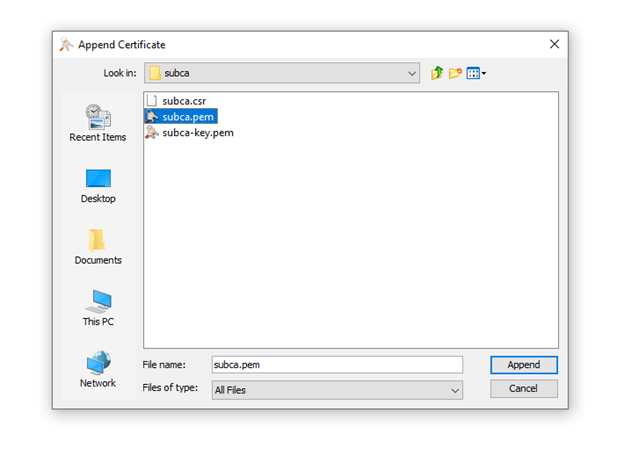 Append Certificate
Look in:
subca
subca.csr
subca.pem
subca-key.pem
Recent Items
Desktop
Documents
This PC
Network
File name:
subca.pem
Append
Files of type:
All Files
Cancel